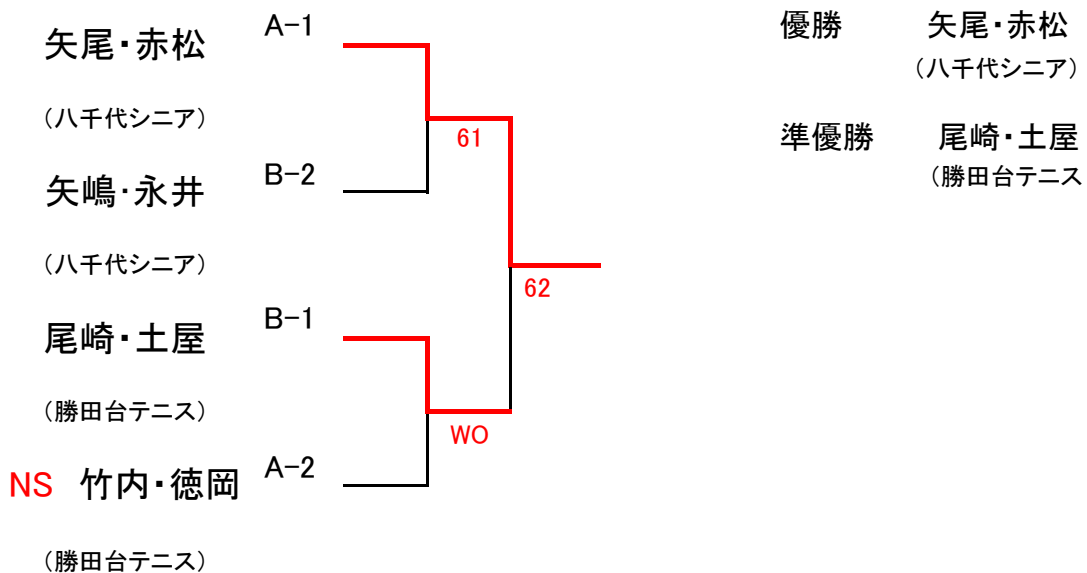 矢尾・赤松 A-1
(八千代シニア)
61
矢嶋・永井 B-2
(八千代シニア)
62
尾崎・土屋 B-1
(勝田台テニス)
WO
NS 竹内・徳岡 A-2
(勝田台テニス)
優勝 矢尾・赤松
(八千代シニア)
準優勝 尾崎・土屋
(勝田台テニス